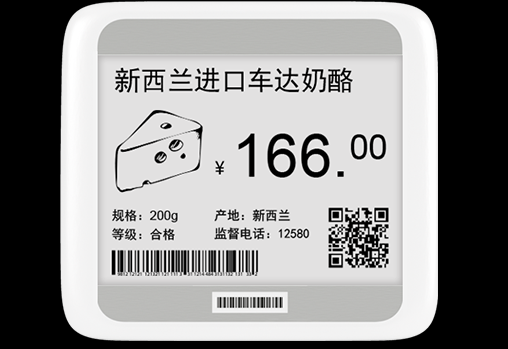 新西兰进口车达奶酪
¥ 166.00
规格：200g
产地：新西兰
等级：合格
监督电话：12580